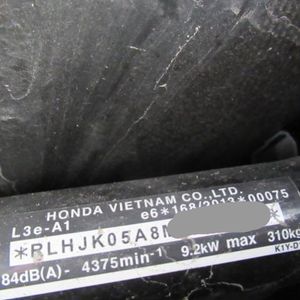 HONDA VIETNAM CO.,LTD.
L3e-A1 e6*168/2013*00075
*RLHJK05A8
84dB(A)- 4375min-1 9.2kW max 310kg
K1Y-D